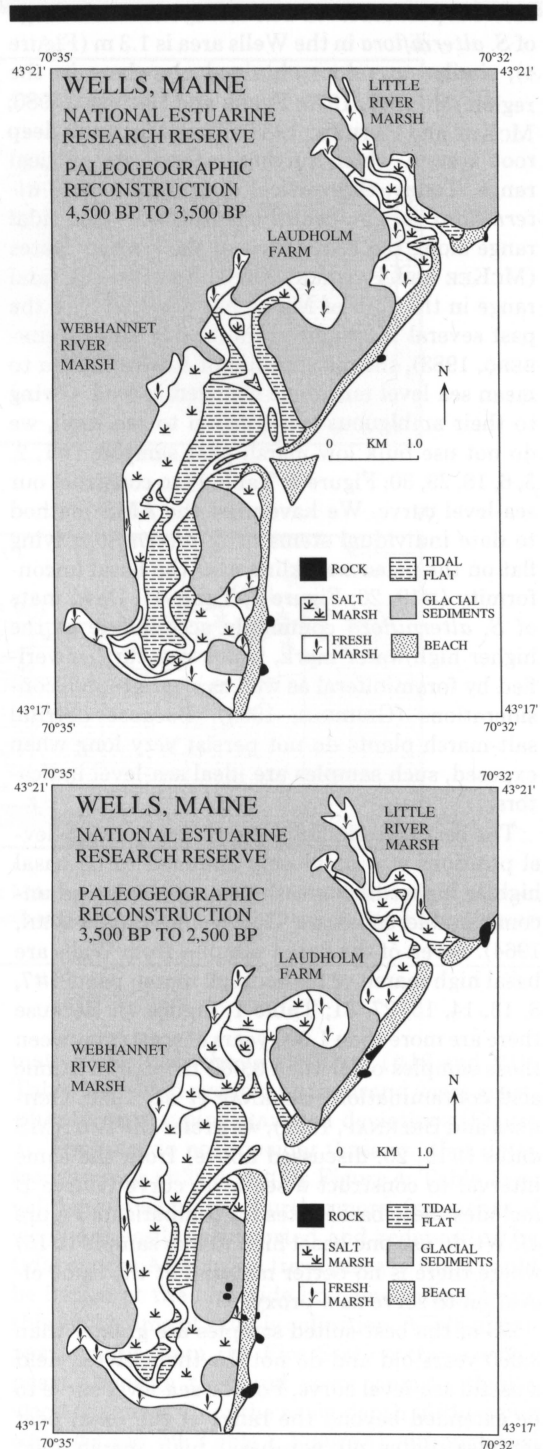 70°35' 70°32'
43°21' 43°21'
WELLS, MAINE
NATIONAL ESTUARINE
RESEARCH RESERVE
PALEOGEOGRAPHIC
RECONSTRUCTION
4,500 BP TO 3,500 BP
LITTLE
RIVER
MARSH
LAUDHOLM
FARM
WEBHANNET
RIVER
MARSH
N
0 KM 1.0
ROCK
TIDAL
FLAT
SALT
MARSH
GLACIAL
SEDIMENTS
FRESH
MARSH
BEACH
43°17' 43°17'
70°35' 70°32'
70°35' 70°32'
43°21' 43°21'
WELLS, MAINE
NATIONAL ESTUARINE
RESEARCH RESERVE
PALEOGEOGRAPHIC
RECONSTRUCTION
3,500 BP TO 2,500 BP
LITTLE
RIVER
MARSH
LAUDHOLM
FARM
WEBHANNET
RIVER
MARSH
N
0 KM 1.0
ROCK
TIDAL
FLAT
SALT
MARSH
GLACIAL
SEDIMENTS
FRESH
MARSH
BEACH
43°17' 43°17'
70°35' 70°32'